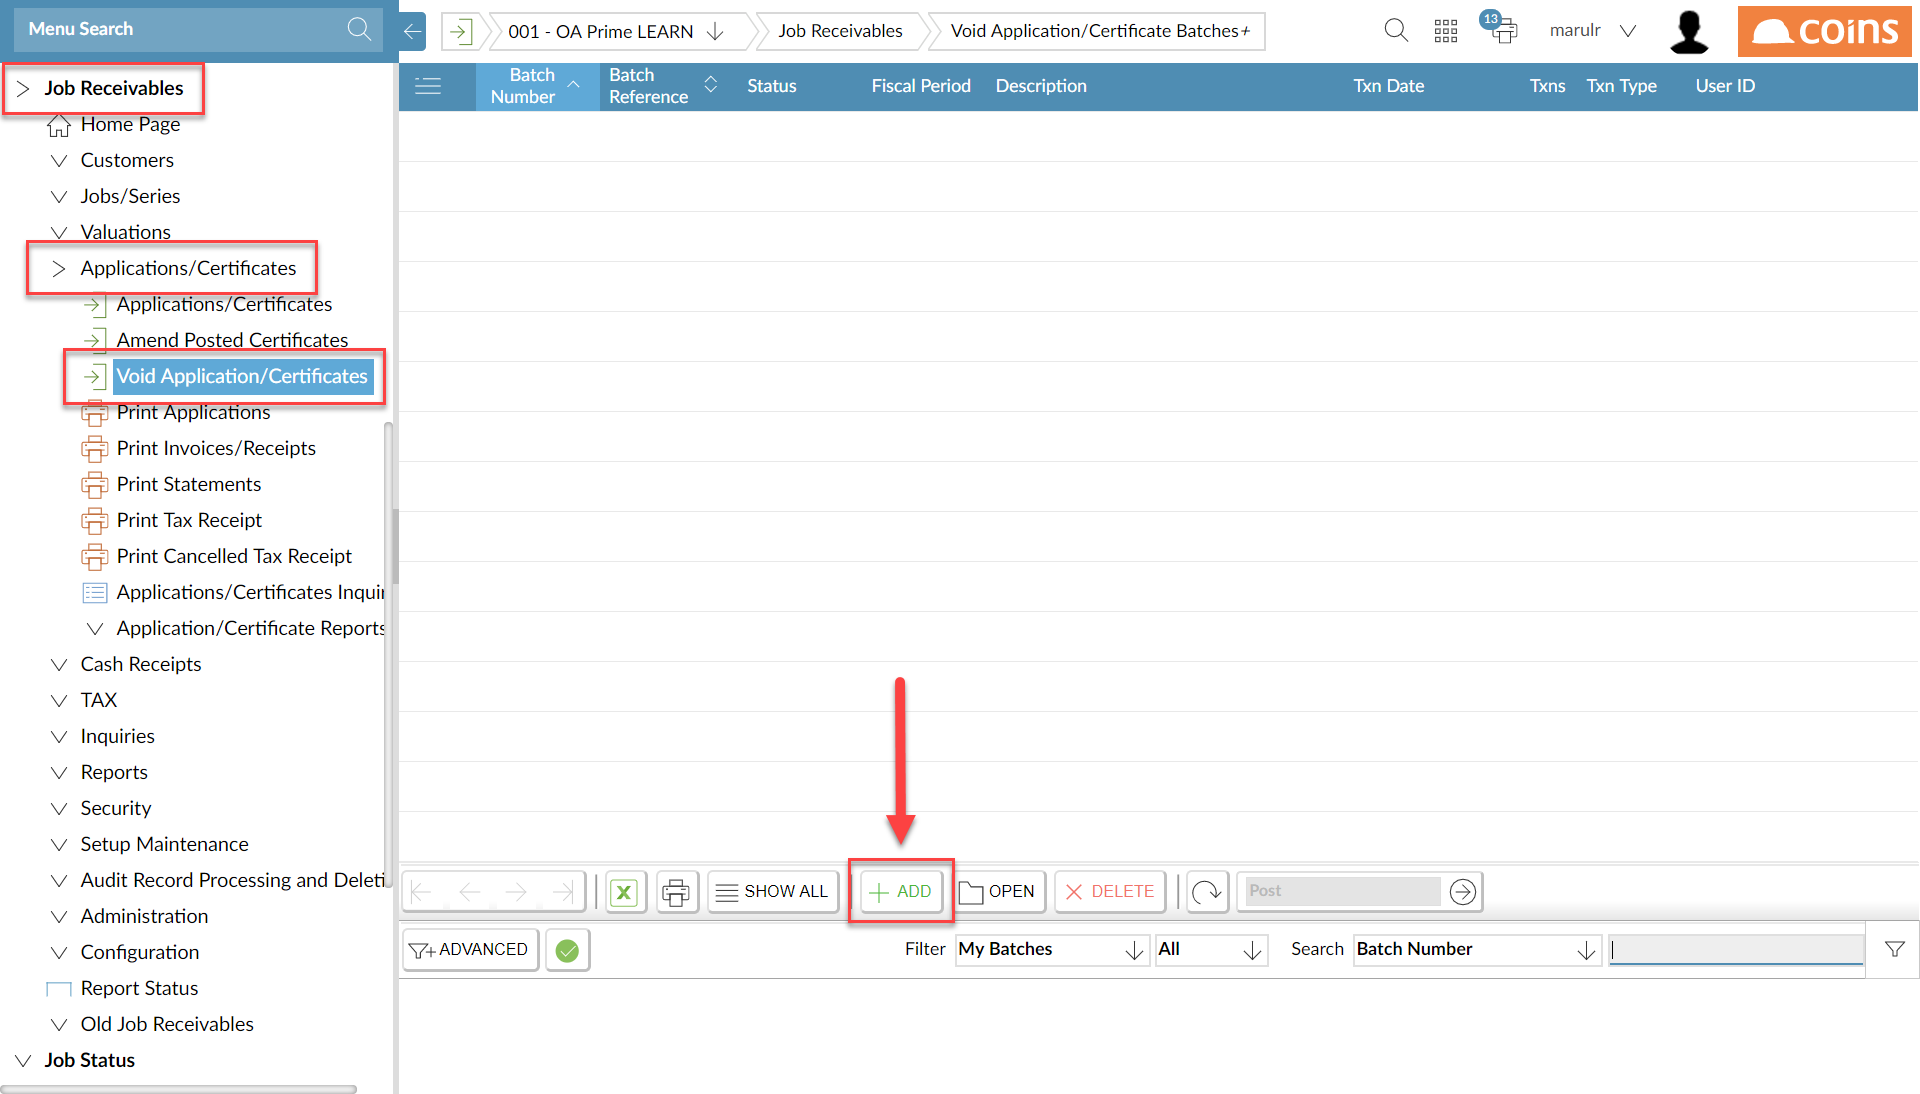 Menu Search
Job Receivables
Home Page
Customers
Jobs/Series
Valuations
Applications/Certificates
Applications/Certificates
Amend Posted Certificates
Void Application/Certificates
Print Applications
Print Invoices/Receipts
Print Statements
Print Tax Receipt
Print Cancelled Tax Receipt
Applications/Certificates Inquir
Application/Certificate Reports
Cash Receipts
TAX
Inquiries
Reports
Security
Setup Maintenance
Audit Record Processing and Deleti
Administration
Configuration
Report Status
Old Job Receivables
Job Status
001 - OA Prime LEARN
Job Receivables
Void Application/Certificate Batches+
13
marulr
coins
Batch Number
Batch Reference
Status
Fiscal Period
Description
Txn Date
Txns
Txn Type
User ID
X
SHOW ALL
ADD
OPEN
DELETE
Post
ADVANCED
Filter
My Batches
All
Search
Batch Number